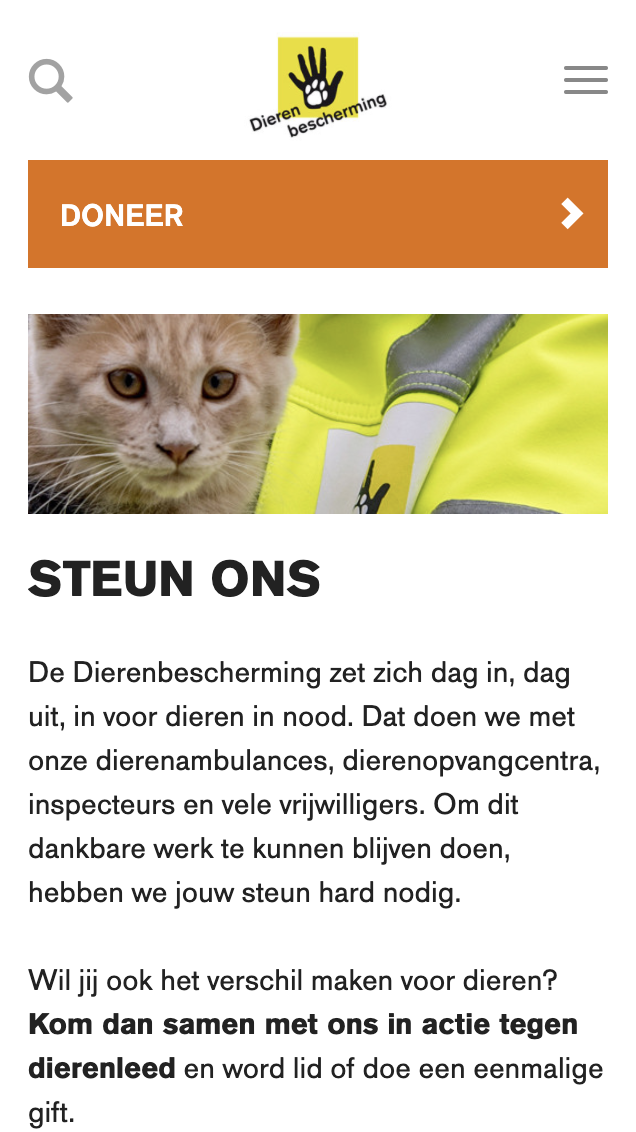 Dieren
bescherming
DONEER
STEUN ONS
De Dierenbescherming zet zich dag in, dag
uit, in voor dieren in nood. Dat doen we met
onze dierenambulances, dierenopvangcentra,
inspecteurs en vele vrijwilligers. Om dit
dankbare werk te kunnen blijven doen,
hebben we jouw steun hard nodig.
Wil jij ook het verschil maken voor dieren?
Kom dan samen met ons in actie tegen
dierenleed en word lid of doe een eenmalige
gift.